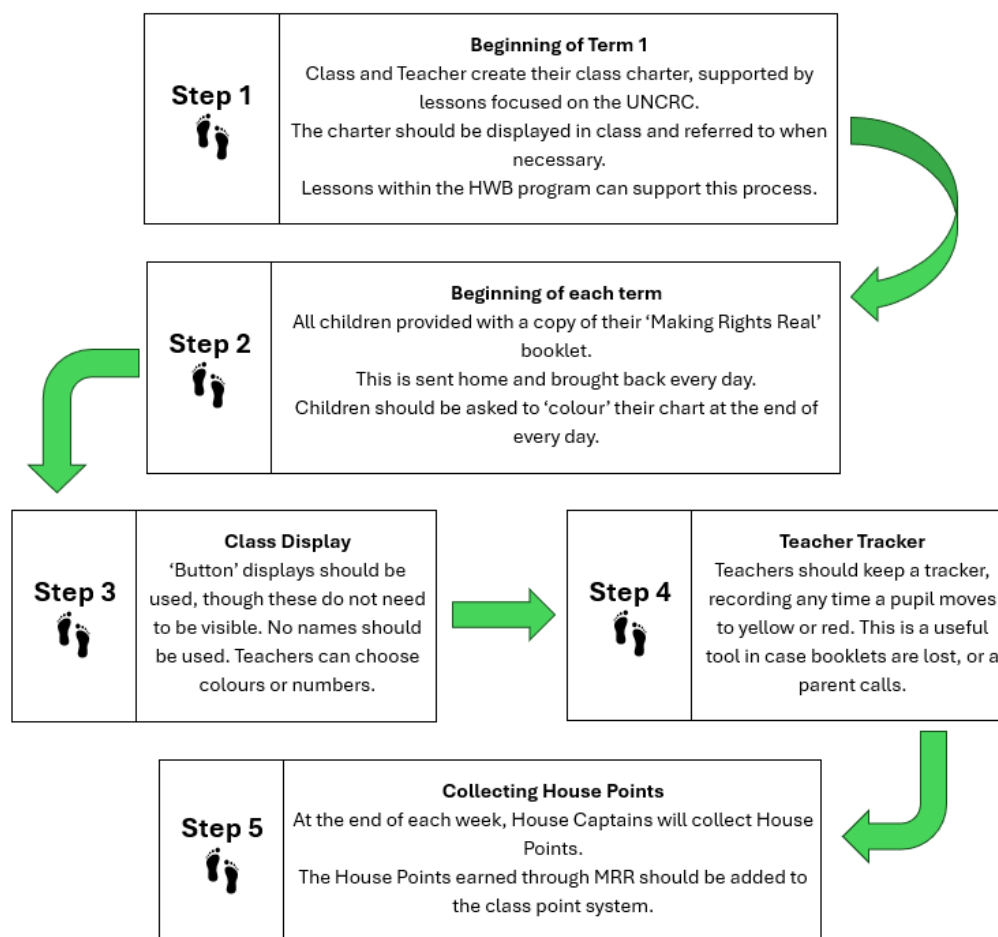 Step 1
Beginning of Term 1
Class and Teacher create their class charter, supported by
lessons focused on the UNCRC.
The charter should be displayed in class and referred to when
necessary.
Lessons within the HWB program can support this process.
Step 2
Beginning of each term
All children provided with a copy of their ‘Making Rights Real’
booklet.
This is sent home and brought back every day.
Children should be asked to ‘colour’ their chart at the end of
every day.
Step 3
Class Display
‘Button’ displays should be
used, though these do not need
to be visible. No names should
be used. Teachers can choose
colours or numbers.
Step 4
Teacher Tracker
Teachers should keep a tracker,
recording any time a pupil moves
to yellow or red. This is a useful
tool in case booklets are lost, or a
parent calls.
Step 5
Collecting House Points
At the end of each week, House Captains will collect House
Points.
The House Points earned through MRR should be added to
the class point system.